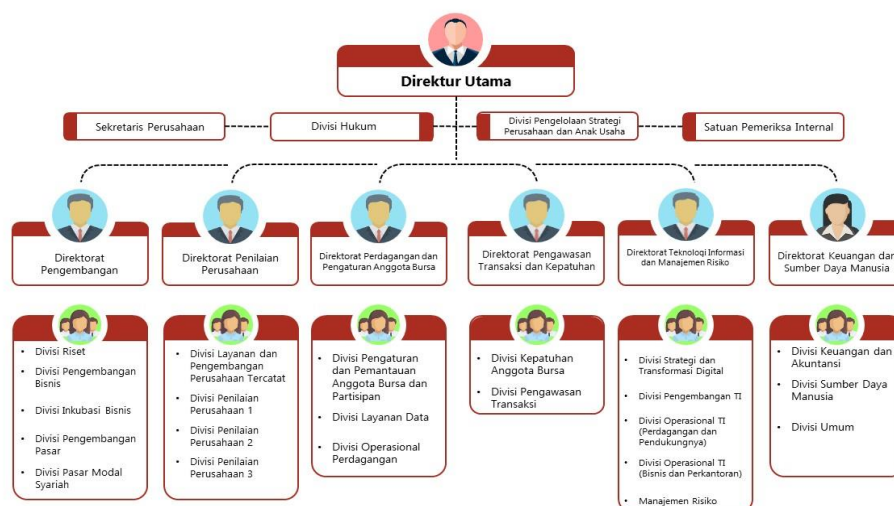 Direktur Utama
Sekretaris Perusahaan
Divisi Hukum
Divisi Pengelolaan Strategi
Perusahaan dan Anak Usaha
Satuan Pemeriksa Internal
Direktorat
Pengembangan
Direktorat Penilaian
Perusahaan
Direktorat Perdagangan dan
Pengaturan Anggota Bursa
Direktorat Pengawasan
Transaksi dan Kepatuhan
Direktorat Teknologi Informasi
dan Manajemen Risiko
Direktorat Keuangan dan
Sumber Daya Manusia
• Divisi Riset
• Divisi Pengembangan
Bisnis
• Divisi Inkubasi Bisnis
• Divisi Pengembangan
Pasar
• Divisi Pasar Modal
Syariah
• Divisi Layanan dan
Pengembangan
Perusahaan Tercatat
• Divisi Penilaian
Perusahaan 1
• Divisi Penilaian
Perusahaan 2
• Divisi Penilaian
Perusahaan 3
• Divisi Pengaturan
dan Pemantauan
Anggota Bursa dan
Partisipan
• Divisi Layanan Data
• Divisi Operasional
Perdagangan
• Divisi Kepatuhan
Anggota Bursa
• Divisi Pengawasan
Transaksi
• Divisi Strategi dan
Transformasi Digital
• Divisi Pengembangan TI
• Divisi Operasional TI
(Perdagangan dan
Pendukungnya)
• Divisi Operasional TI
(Bisnis dan Perkantoran)
• Manajemen Risiko
• Divisi Keuangan dan
Akuntansi
• Divisi Sumber Daya
Manusia
• Divisi Umum